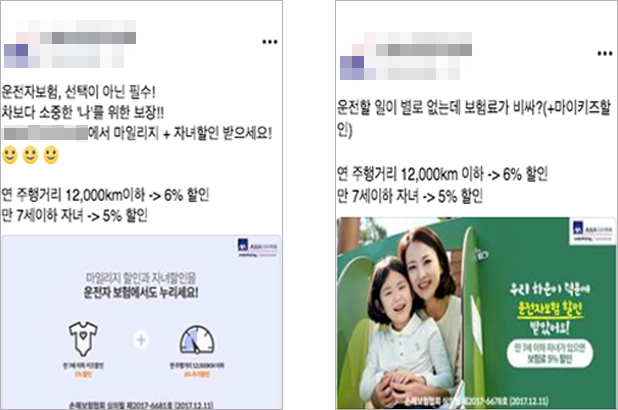 운전자보험, 선택이 아닌 필수!
차보다 소중한 '나'를 위한 보장!!
에서 마일리지 + 자녀할인 받으세요!
연 주행거리 12,000km이하 -> 6% 할인
만 7세이하 자녀 -> 5% 할인
AXA
마일리지 할인과 자녀할인을
운전자 보험에서도 누리세요!
만 7세 이하 키즈할인
5% 할인
연 주행거리 12,000KM 이하
6% 추가할인
손해보험협회 심의필 제2017-6681호 (2017.12.11)
운전할 일이 별로 없는데 보험료가 비싸?(+마이키즈할
인)
연 주행거리 12,000km 이하 -> 6% 할인
만 7세이하 자녀 -> 5% 할인
AXA
우리 하은이 덕분에
운전자보험 할인
받았어요!
만 7세 이하 자녀가 있으면
보험료 5% 할인
손해보험협회 심의필 제2017-6678호 (2017.12.11)